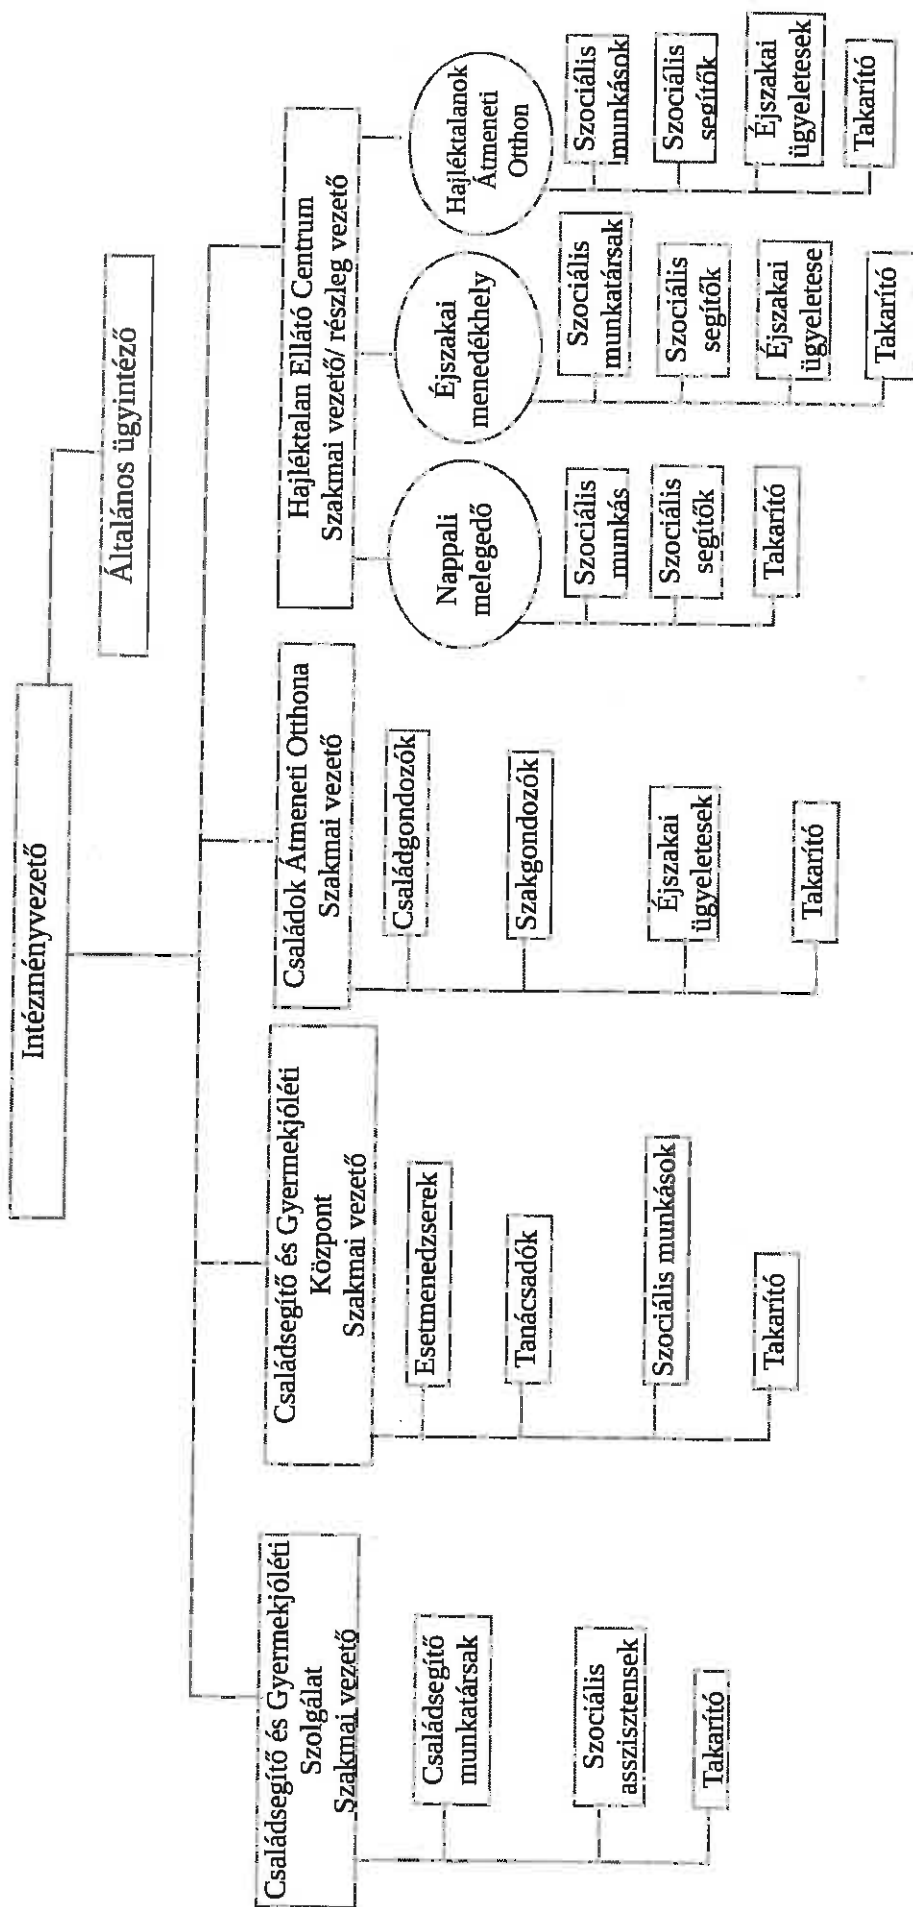 Intézményvezető
Általános ügyintéző
Családsegítő és Gyermekjóléti
Szolgálat
Szakmai vezető
Családsegítő
munkatársak
Szociális
asszisztensek
Takarító
Családsegítő és Gyermekjóléti
Központ
Szakmai vezető
Esetmenedzserek
Tanácsadók
Szociális munkások
Takarító
Családok Átmeneti Otthona
Szakmai vezető
Családgondozók
Szakgondozók
Éjszakai
ügyeletesek
Takarító
Hajléktalan Ellátó Centrum
Szakmai vezető/ részleg vezető
Nappali
melegedő
Szociális
munkás
Szociális
segítők
Takarító
Éjszakai
menedékhely
Szociális
munkatársak
Szociális
segítők
Éjszakai
ügyeletese
Takarító
Hajléktalanok
Átmeneti
Otthon
Szociális
munkások
Szociális
segítők
Éjszakai
ügyeletesek
Takarító